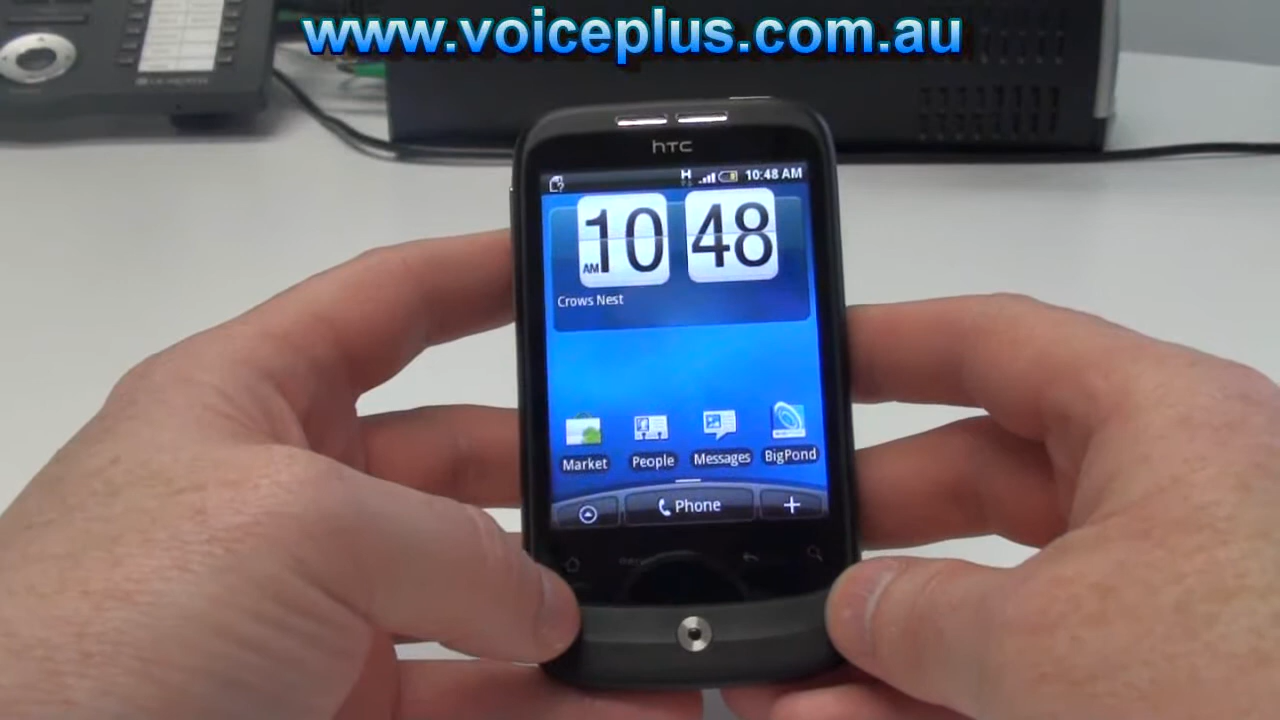 www.voiceplus.com.au
hTC
H 10:48 AM
10 48
AM
Crows Nest
Market People Messages BigPond
Phone +